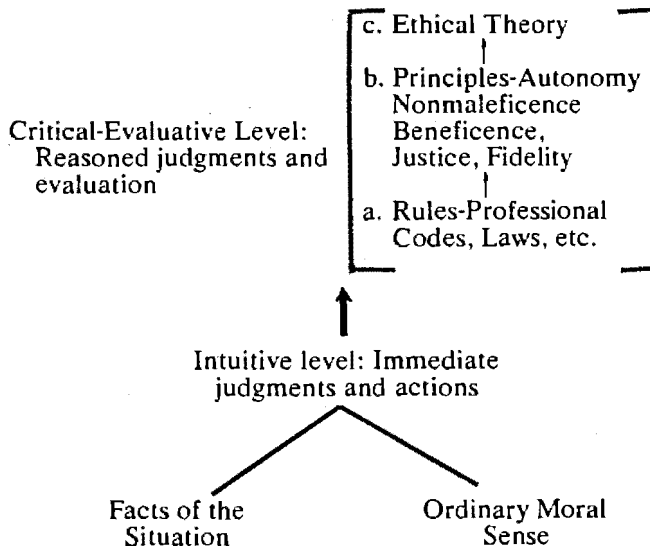 c. Ethical Theory
b. Principles-Autonomy
Nonmaleficence
Beneficence,
Justice, Fidelity
a. Rules-Professional
Codes, Laws, etc.
Critical-Evaluative Level:
Reasoned judgments and
evaluation
Intuitive level: Immediate
judgments and actions
Facts of the
Situation
Ordinary Moral
Sense